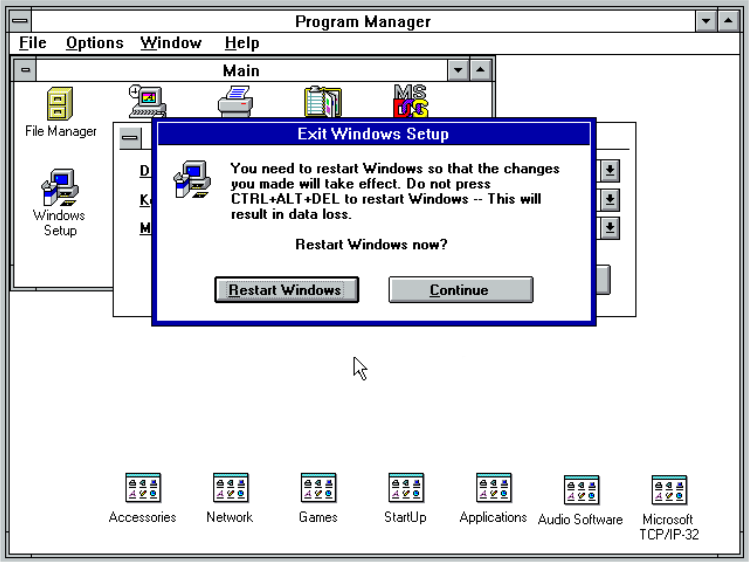 Program Manager
File Options Window Help
Main
File Manager
MS
DOS
Exit Windows Setup
D
You need to restart Windows so that the changes
you made will take effect. Do not press
K
CTRL+ALT+DEL to restart Windows -- This will
result in data loss.
M
Windows
Setup
Restart Windows now?
Restart Windows
Continue
Accessories
Network
Games
StartUp
Applications
Audio Software
Microsoft
TCP/IP-32